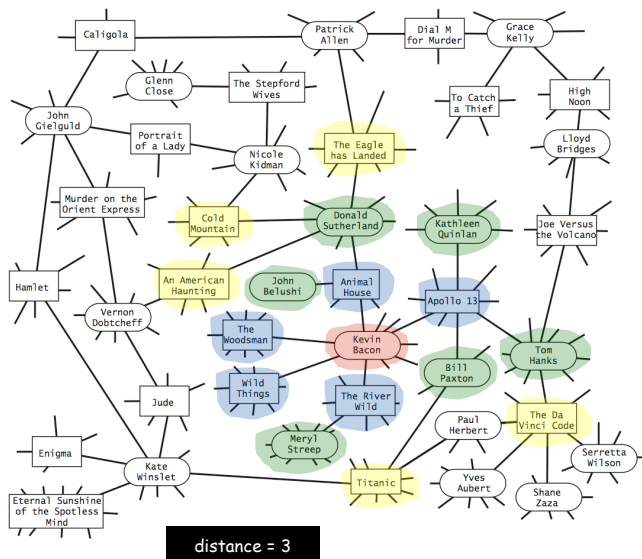 Caligola
Patrick
Allen
Dial M
for Murder
Grace
Kelly
Glenn
Close
The Stepford
Wives
To Catch
a Thief
High
Noon
John
Gielguld
Portrait
of a Lady
Nicole
Kidman
The Eagle
has Landed
Lloyd
Bridges
Murder on the
Orient Express
Cold
Mountain
Donald
Sutherland
Kathleen
Quinlan
Joe Versus
the Volcano
Hamlet
An American
Haunting
John
Belushi
Animal
House
Apollo 13
Vernon
Dobtcheff
The
Woodsman
Kevin
Bacon
Bill
Paxton
Tom
Hanks
Jude
Wild
Things
The River
Wild
Paul
Herbert
The Da
Vinci Code
Meryl
Streep
Enigma
Kate
Winslet
Titanic
Yves
Aubert
Shane
Zaza
Serretta
Wilson
Eternal Sunshine
of the Spotless
Mind
distance = 3